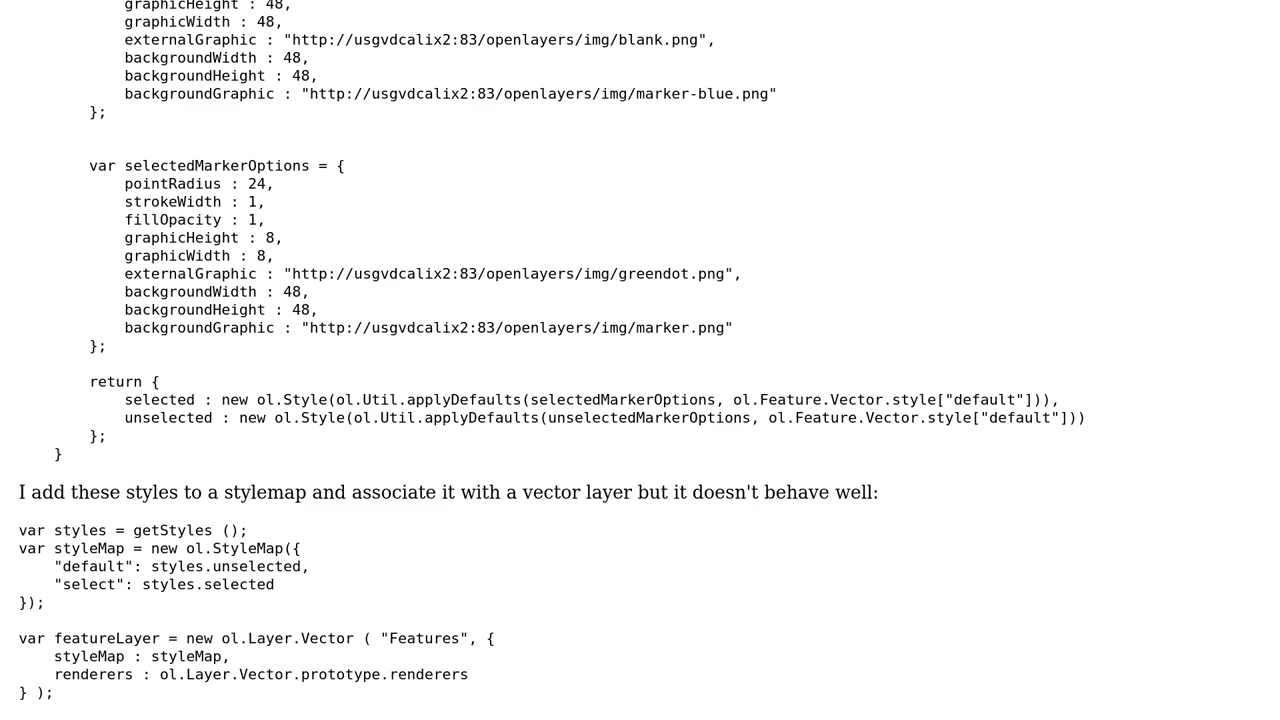 graphicHeight : 48,
graphicWidth : 48,
externalGraphic : "http://usgvdcalix2:83/openlayers/img/blank.png",
backgroundWidth : 48,
backgroundHeight : 48,
backgroundGraphic : "http://usgvdcalix2:83/openlayers/img/marker-blue.png"
};
var selectedMarkerOptions = {
pointRadius : 24,
strokeWidth : 1,
fillOpacity : 1,
graphicHeight : 8,
graphicWidth : 8,
externalGraphic : "http://usgvdcalix2:83/openlayers/img/greendot.png",
backgroundWidth : 48,
backgroundHeight : 48,
backgroundGraphic : "http://usgvdcalix2:83/openlayers/img/marker.png"
};
return {
selected : new ol.Style(ol.Util.applyDefaults(selectedMarkerOptions, ol.Feature.Vector.style["default"])),
unselected : new ol.Style(ol.Util.applyDefaults(unselectedMarkerOptions, ol.Feature.Vector.style["default"]))
};
}
I add these styles to a stylemap and associate it with a vector layer but it doesn't behave well:
var styles = getStyles ();
var styleMap = new ol.StyleMap({
"default": styles.unselected,
"select": styles.selected
});
var featureLayer = new ol.Layer.Vector ( "Features", {
styleMap : styleMap,
renderers : ol.Layer.Vector.prototype.renderers
} );